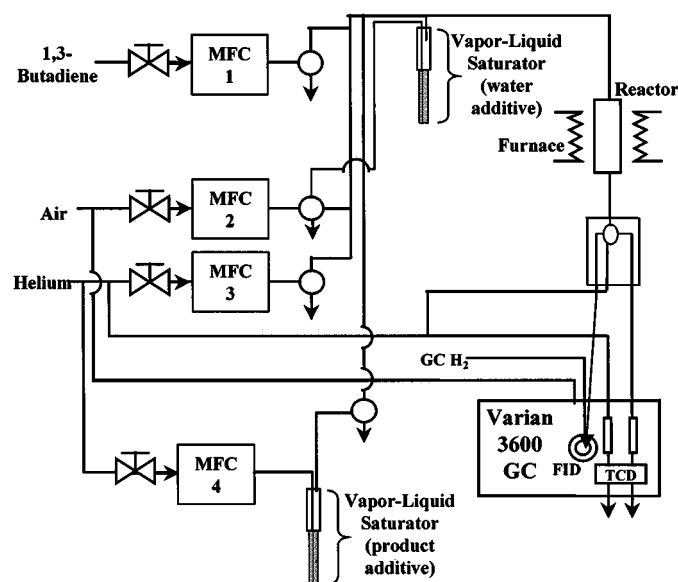 1,3-
Butadiene
MFC
1
Vapor-Liquid
Saturator
(water
additive)
Reactor
Furnace
Air
MFC
2
Helium
MFC
3
GC H₂
Varian
3600
GC
FID
TCD
MFC
4
Vapor-Liquid
Saturator
(product
additive)